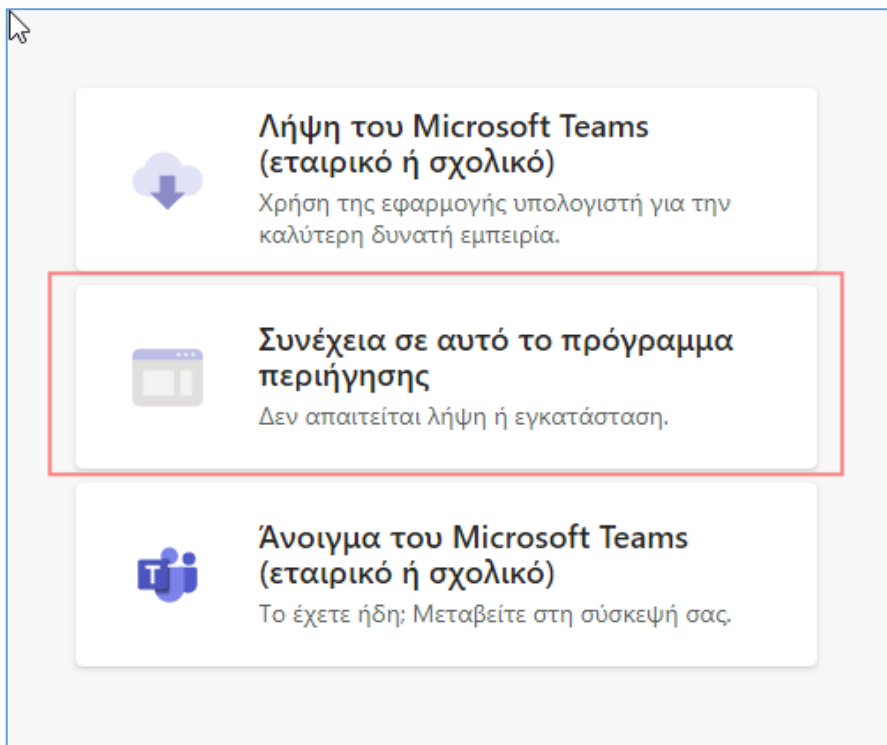 Λήψη του Microsoft Teams
(εταιρικό ή σχολικό)
Χρήση της εφαρμογής υπολογιστή για την
καλύτερη δυνατή εμπειρία.
Συνέχεια σε αυτό το πρόγραμμα
περιήγησης
Δεν απαιτείται λήψη ή εγκατάσταση.
T
Άνοιγμα του Microsoft Teams
(εταιρικό ή σχολικό)
Το έχετε ήδη; Μεταβείτε στη σύσκεψή σας.